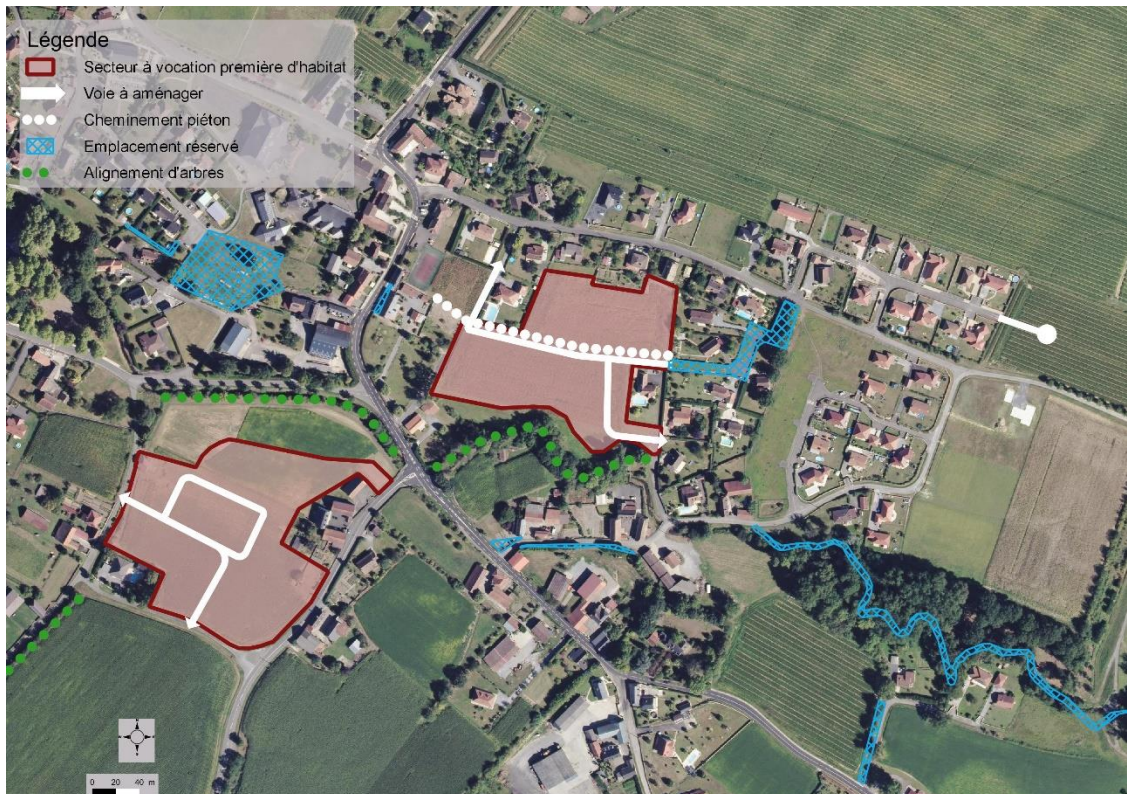 Légende
Secteur à vocation première d'habitat
Voie à aménager
Cheminement piéton
Emplacement réservé
Alignement d'arbres
0 20 40 m